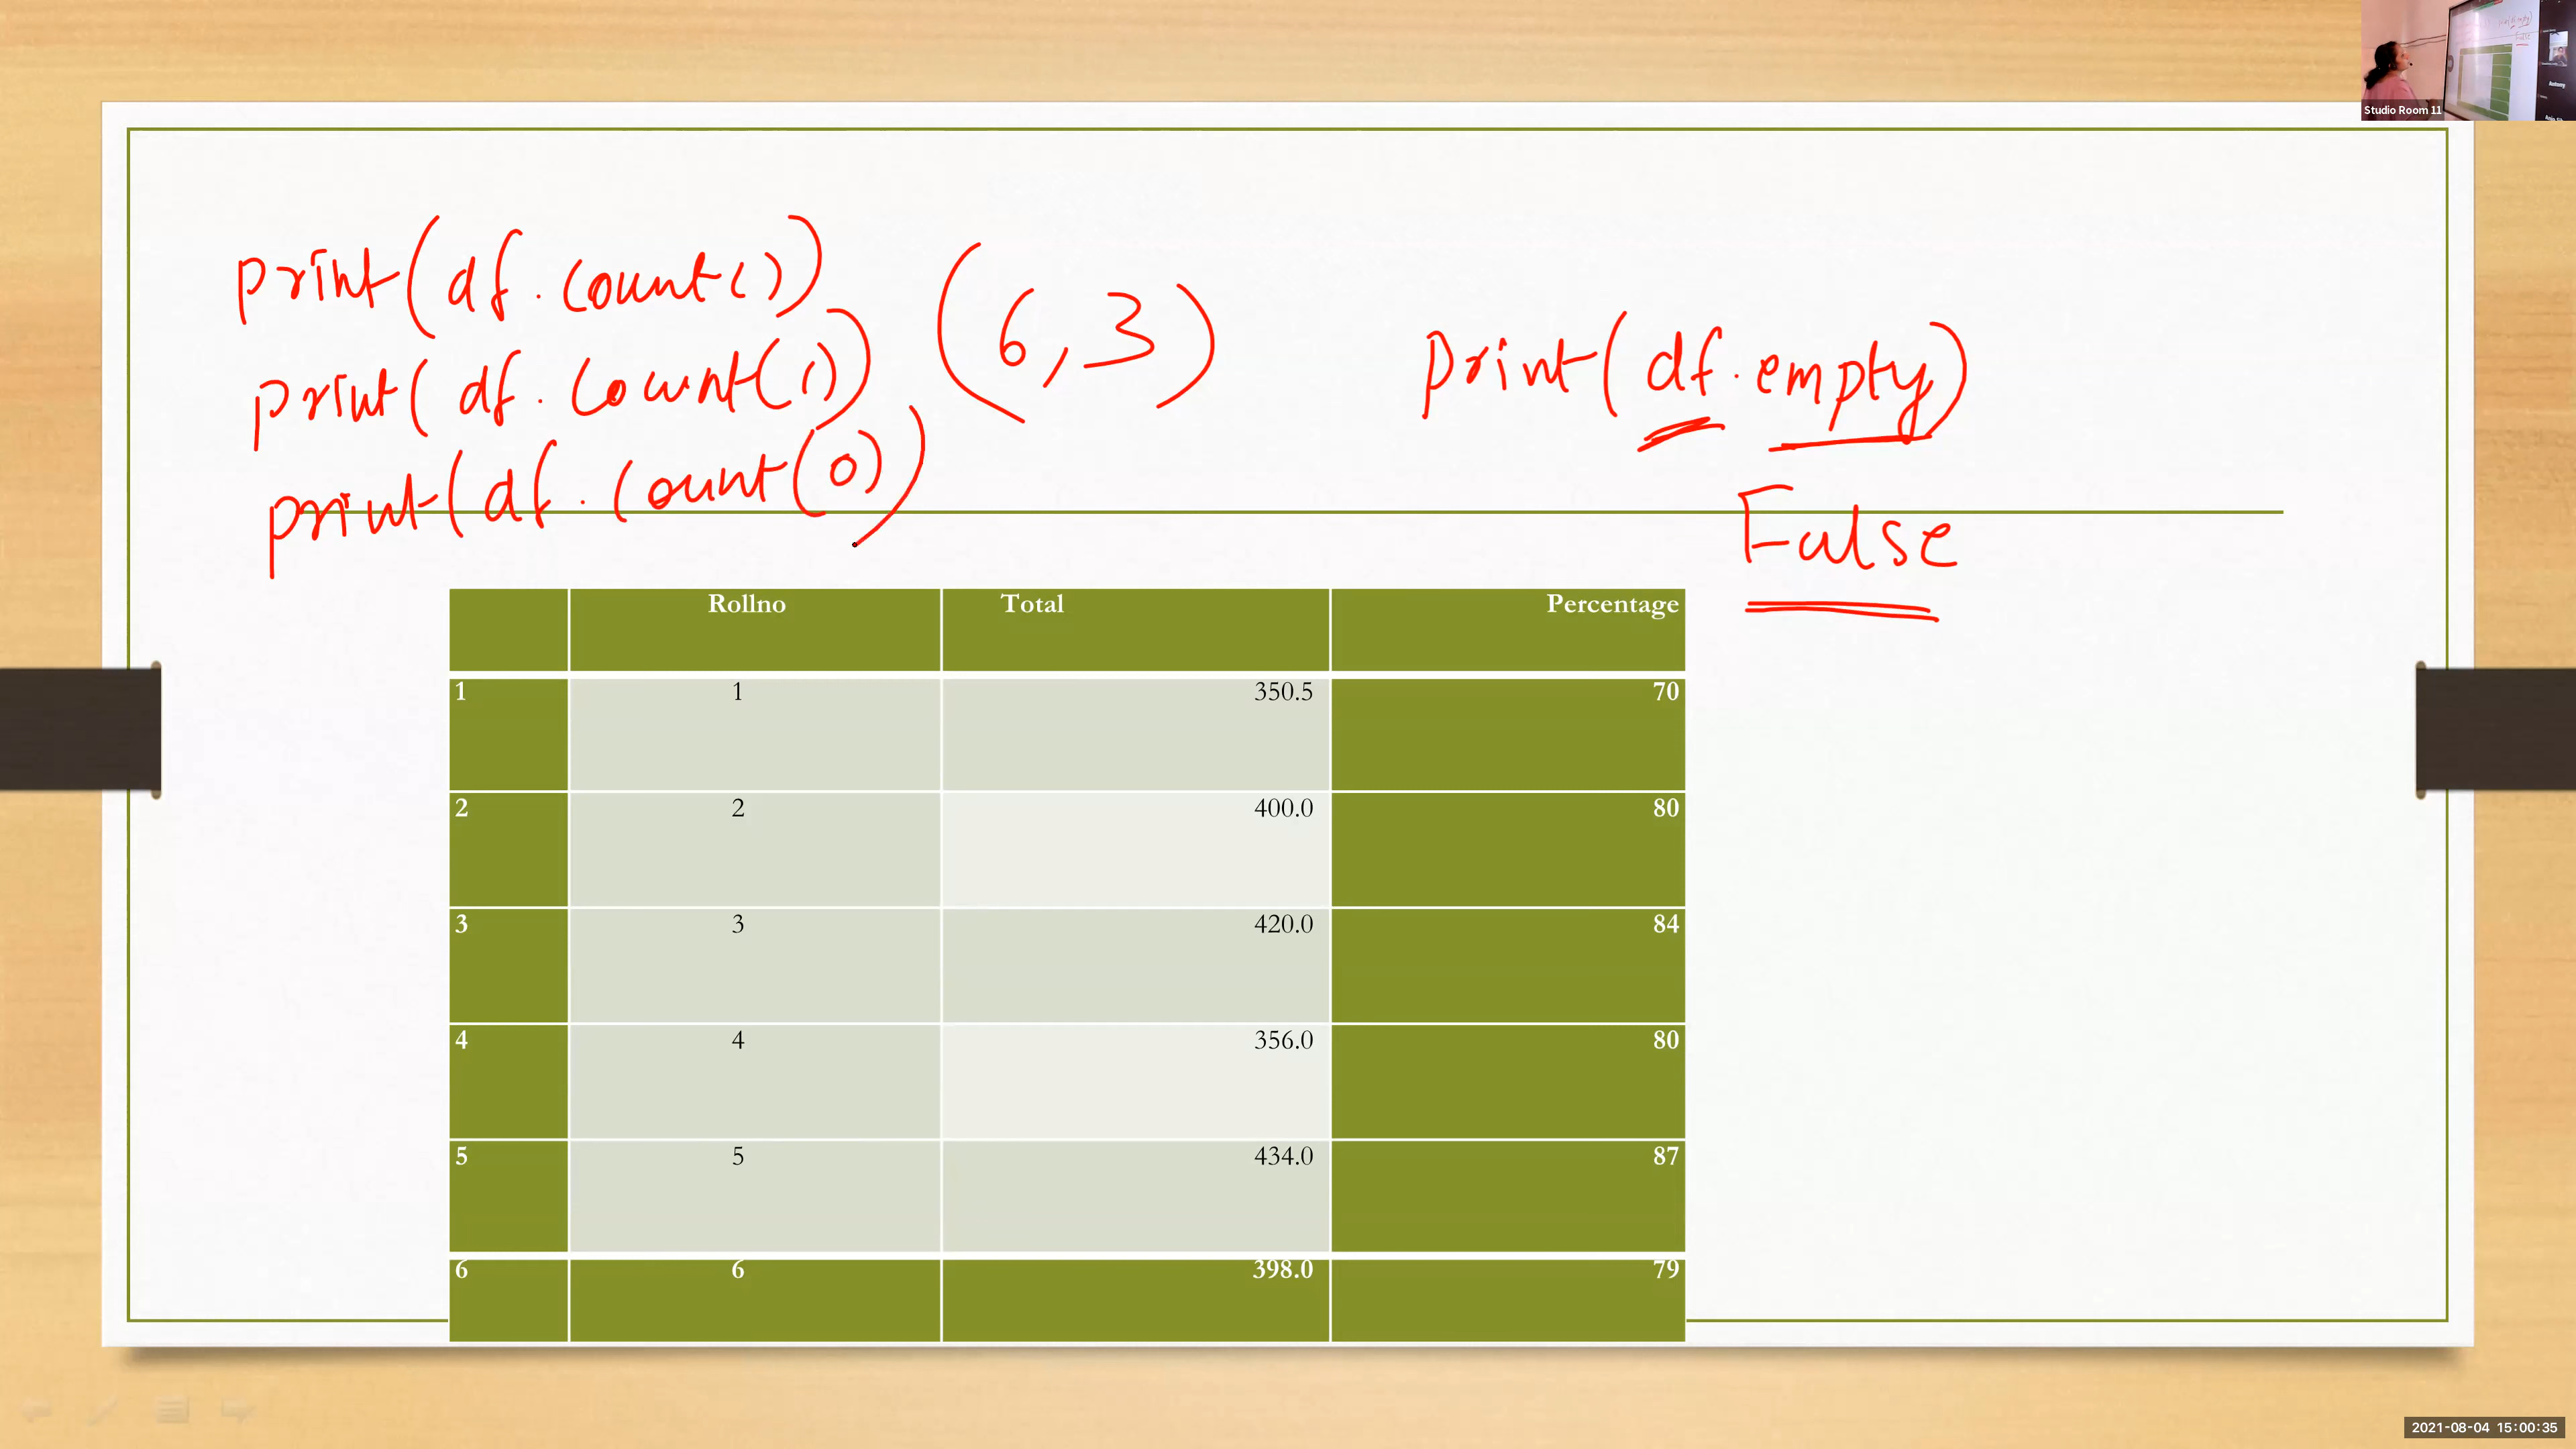 Studio Room 11
print(df.count())
print(df.count(1))
print(df.count(0))
(6,3)
print(df.empty)
False
Rollno Total Percentage
1 1 350.5 70
2 2 400.0 80
3 3 420.0 84
4 4 356.0 80
5 5 434.0 87
6 6 398.0 79
2021-08-04 15:00:35